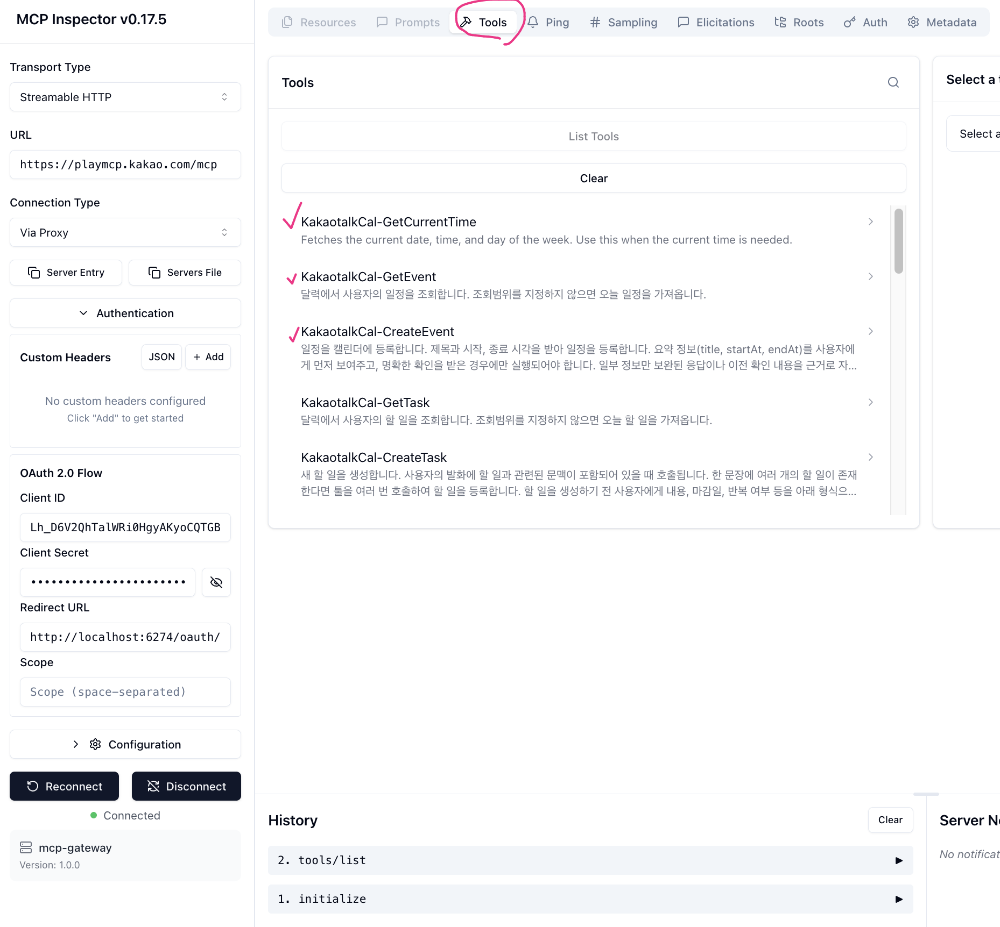 MCP Inspector v0.17.5
Transport Type
Streamable HTTP
URL
https://playmcp.kakao.com/mcp
Connection Type
Via Proxy
Server Entry
Servers File
Authentication
Custom Headers
JSON
+ Add
No custom headers configured
Click "Add" to get started
OAuth 2.0 Flow
Client ID
Lh_D6V2QhTalWRi0HgyAKyoCQTGB
Client Secret
•••••••••••••••••••••••
Redirect URL
http://localhost:6274/oauth/
Scope
Scope (space-separated)
Configuration
Reconnect
Disconnect
Connected
mcp-gateway
Version: 1.0.0
Resources
Prompts
Tools
Ping
Sampling
Elicitations
Roots
Auth
Metadata
Tools
List Tools
Clear
KakaotalkCal-GetCurrentTime
Fetches the current date, time, and day of the week. Use this when the current time is needed.
KakaotalkCal-GetEvent
달력에서 사용자의 일정을 조회합니다. 조회범위를 지정하지 않으면 오늘 일정을 가져옵니다.
KakaotalkCal-CreateEvent
일정을 캘린더에 등록합니다. 제목과 시작, 종료 시각을 받아 일정을 등록합니다. 요약 정보(title, startAt, endAt)를 사용자에
게 먼저 보여주고, 명확한 확인을 받은 경우에만 실행되어야 합니다. 일부 정보만 보완된 응답이나 이전 확인 내용을 근거로 자...
KakaotalkCal-GetTask
달력에서 사용자의 할 일을 조회합니다. 조회범위를 지정하지 않으면 오늘 할 일을 가져옵니다.
KakaotalkCal-CreateTask
새 할 일을 생성합니다. 사용자의 발화에 할 일과 관련된 문맥이 포함되어 있을 때 호출됩니다. 한 문장에 여러 개의 할 일이 존재
한다면 툴을 여러 번 호출하여 할 일을 등록합니다. 할 일을 생성하기 전 사용자에게 내용, 마감일, 반복 여부 등을 아래 형식으...
Select a
Select a
History
Clear
2. tools/list
1. initialize
Server
No